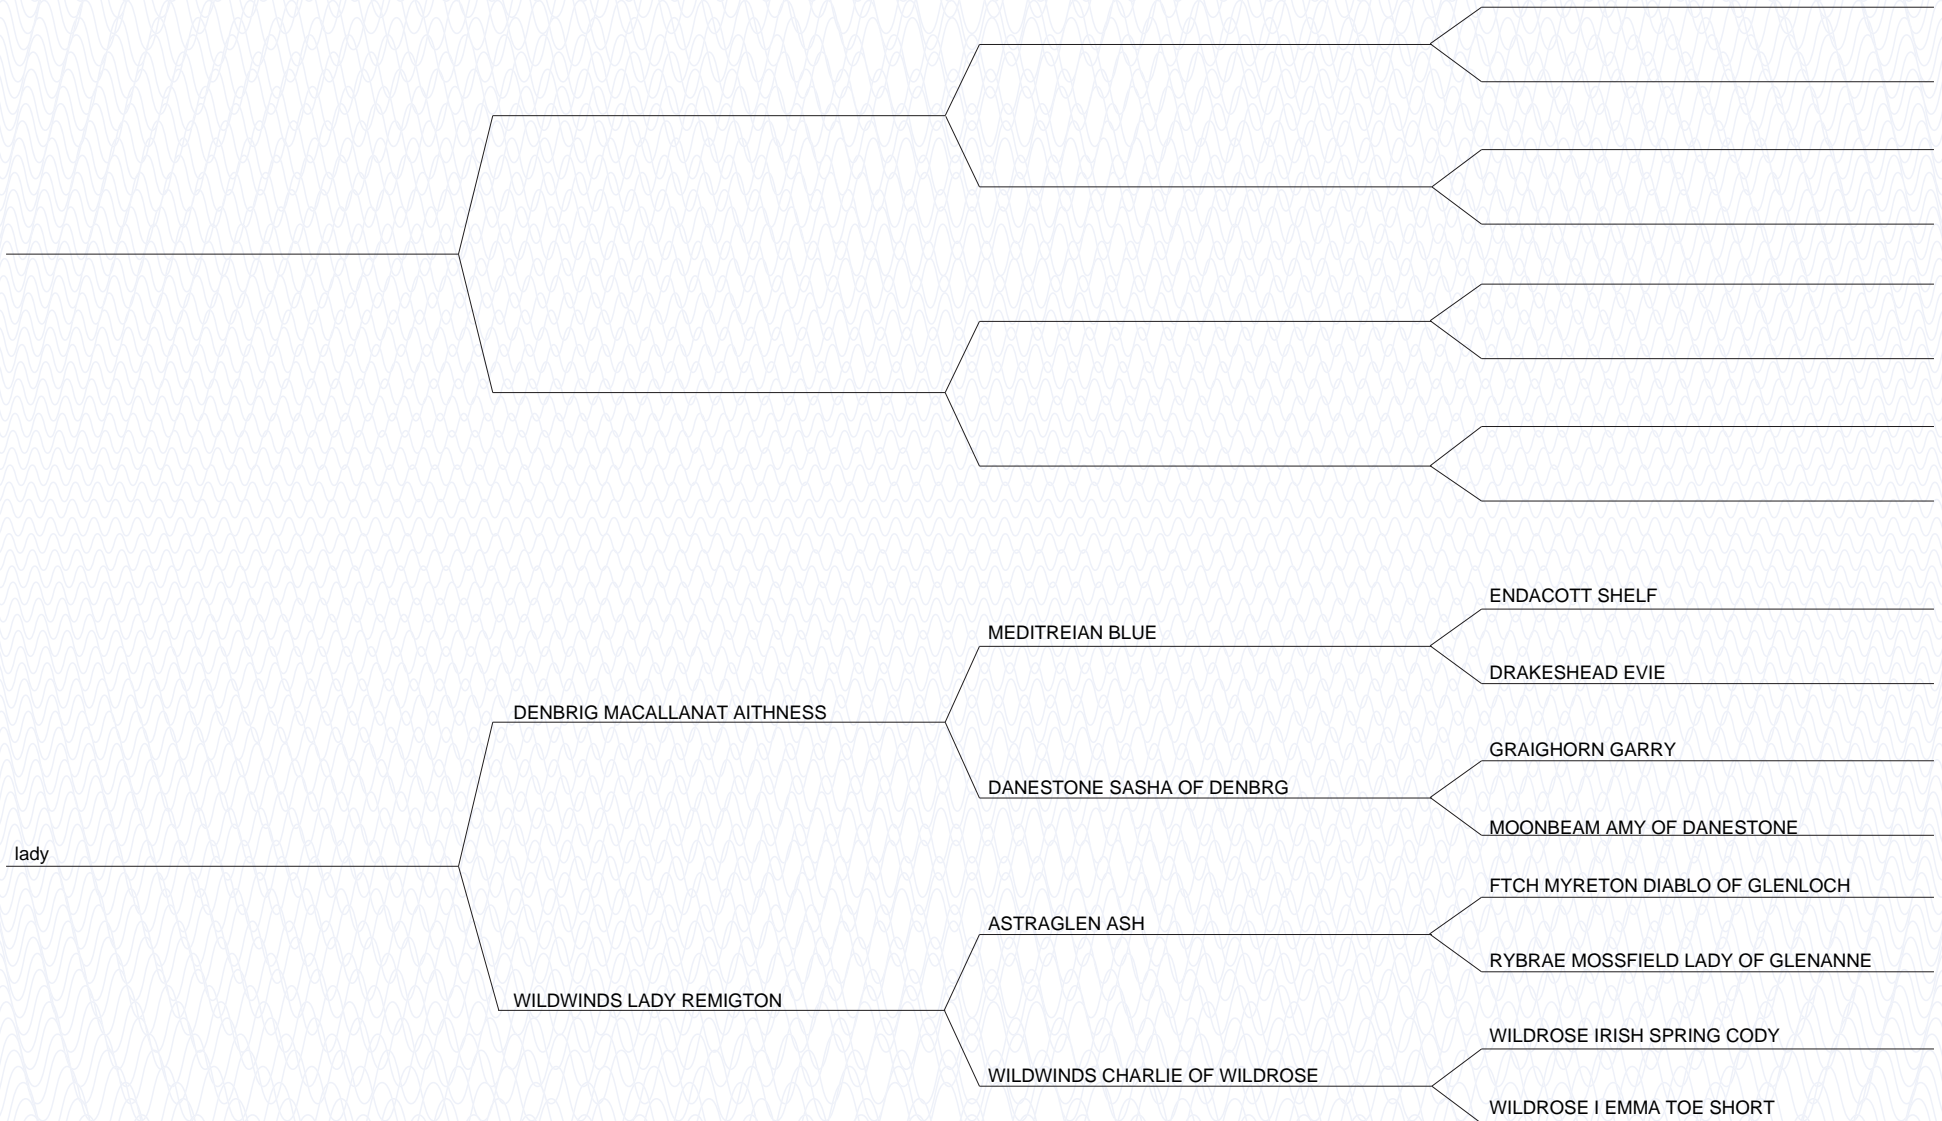 ENDACOTT SHELF
MEDITREIAN BLUE
DRAKESHEAD EVIE
DENBRIG MACALLANAT AITHNESS
GRAIGHORN GARRY
DANESTONE SASHA OF DENBRG
MOONBEAM AMY OF DANESTONE
lady
FTCH MYRETON DIABLO OF GLENLOCH
ASTRAGLEN ASH
RYBRAE MOSSFIELD LADY OF GLENANNE
WILDWINDS LADY REMIGTON
WILDROSE IRISH SPRING CODY
WILDWINDS CHARLIE OF WILDROSE
WILDROSE I EMMA TOE SHORT